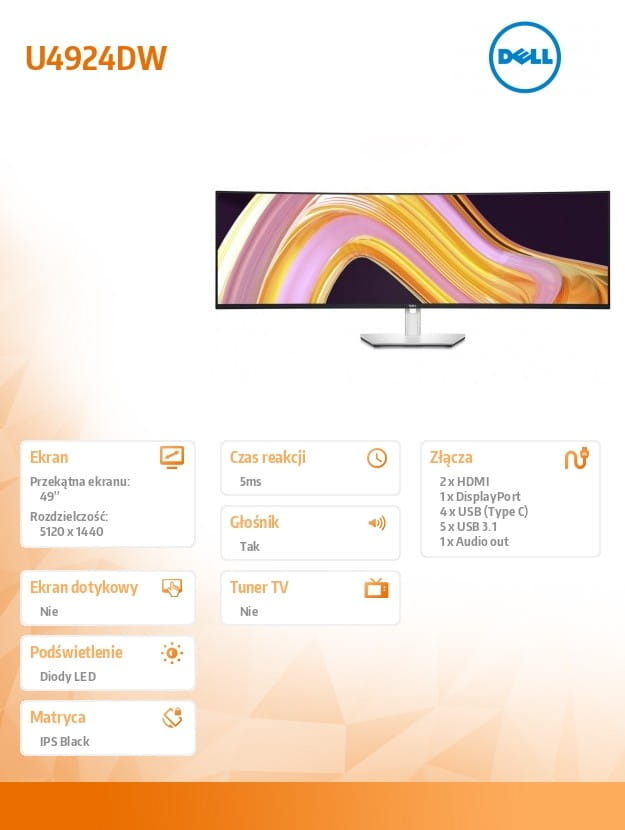 U4924DW
DELL
Ekran
Przekątna ekranu:
49''
Rozdzielczość:
5120 x 1440
Czas reakcji
5ms
Złącza
2 x HDMI
1 x DisplayPort
4 x USB (Type C)
5 x USB 3.1
1 x Audio out
Głośnik
Tak
Ekran dotykowy
Nie
Tuner TV
Nie
Podświetlenie
Diody LED
Matryca
IPS Black